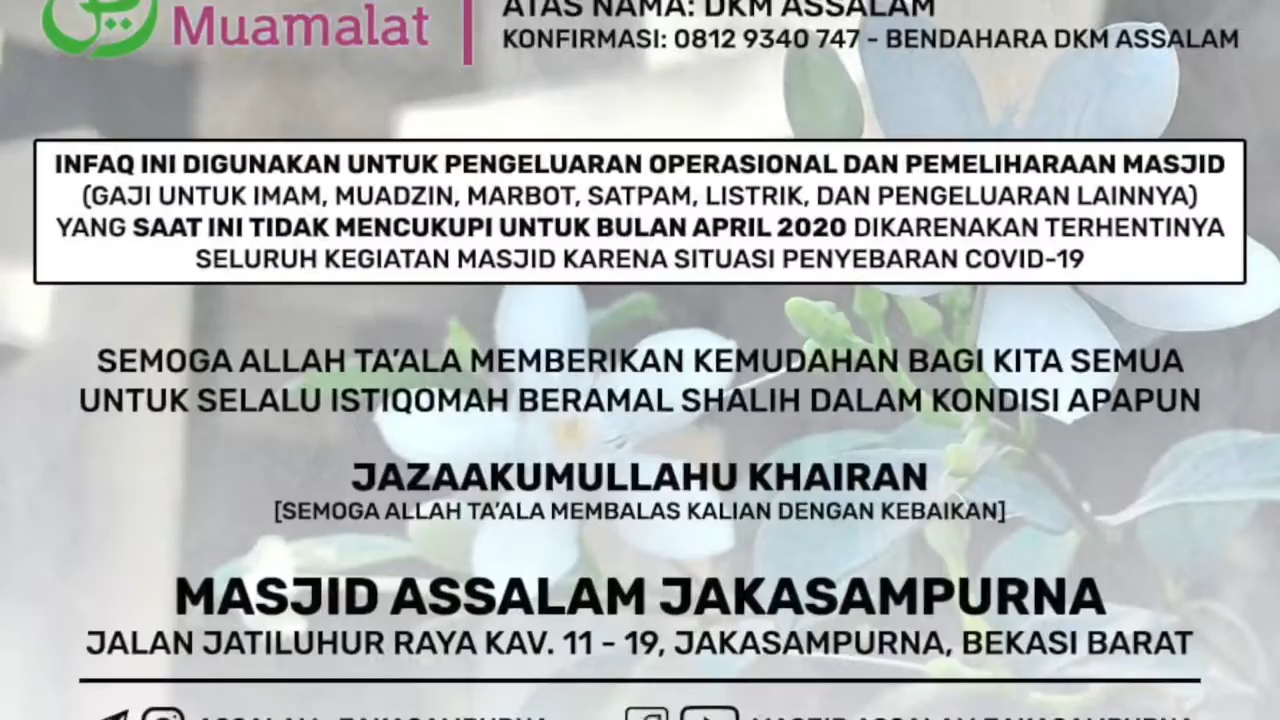 Muamalat
ATAS NAMA: DKM ASSALAM
KONFIRMASI: 0812 9340 747 - BENDAHARA DKM ASSALAM
INFAQ INI DIGUNAKAN UNTUK PENGELUARAN OPERASIONAL DAN PEMELIHARAAN MASJID
(GAJI UNTUK IMAM, MUADZIN, MARBOT, SATPAM, LISTRIK, DAN PENGELUARAN LAINNYA)
YANG SAAT INI TIDAK MENCUKUPI UNTUK BULAN APRIL 2020 DIKARENAKAN TERHENTINYA
SELURUH KEGIATAN MASJID KARENA SITUASI PENYEBARAN COVID-19
SEMOGA ALLAH TA'ALA MEMBERIKAN KEMUDAHAN BAGI KITA SEMUA
UNTUK SELALU ISTIQOMAH BERAMAL SHALIH DALAM KONDISI APAPUN
JAZAAKUMULLAHU KHAIRAN
[SEMOGA ALLAH TA'ALA MEMBALAS KALIAN DENGAN KEBAIKAN]
MASJID ASSALAM JAKASAMPURNA
JALAN JATILUHUR RAYA KAV. 11 - 19, JAKASAMPURNA, BEKASI BARAT